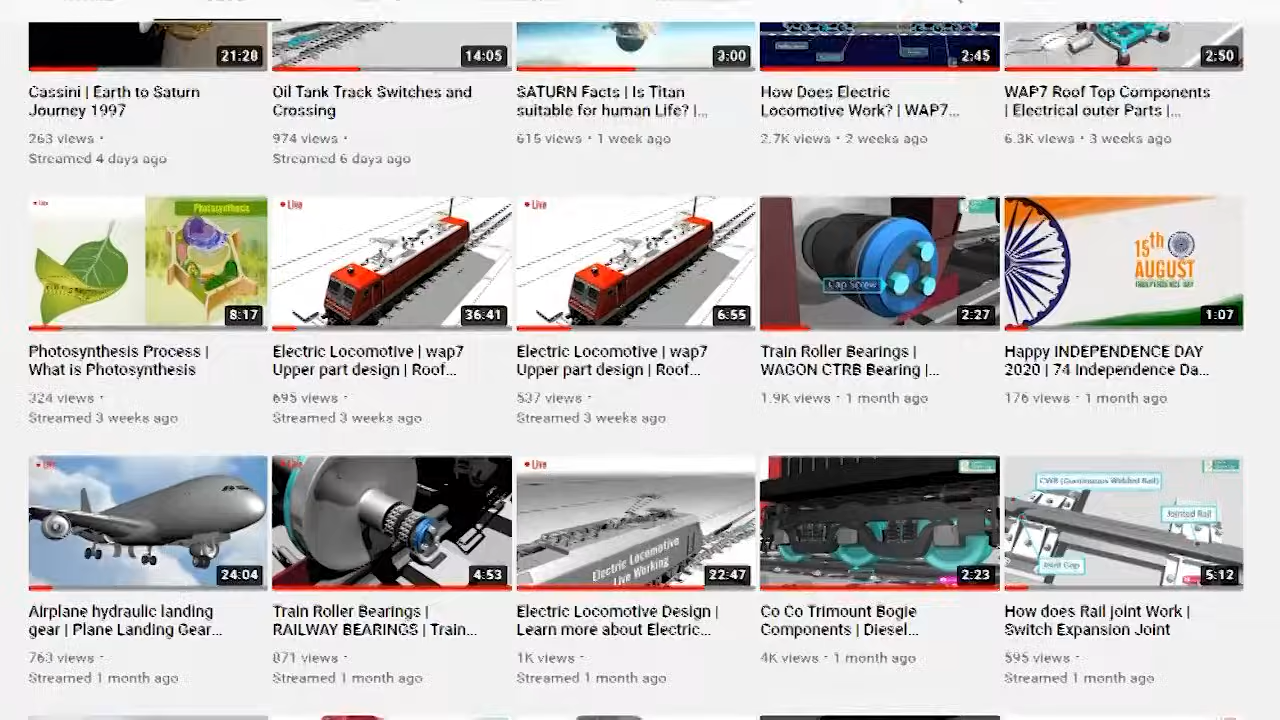 21:28
14:05
3:00
2:45
2:50
Cassini | Earth to Saturn
Journey 1997
263 views ·
Streamed 4 days ago
Oil Tank Track Switches and
Crossing
974 views ·
Streamed 6 days ago
SATURN Facts | Is Titan
suitable for human Life? |...
615 views · 1 week ago
How Does Electric
Locomotive Work? | WAP7...
2.7K views · 2 weeks ago
WAP7 Roof Top Components
| Electrical outer Parts |...
6.3K views · 3 weeks ago
Live
Photosynthesis
8:17
Live
36:41
Live
6:55
Cap Screw
2:27
15th
AUGUST
INDEPENDENCE DAY
1:07
Photosynthesis Process |
What is Photosynthesis
324 views ·
Streamed 3 weeks ago
Electric Locomotive | wap7
Upper part design | Roof...
695 views ·
Streamed 3 weeks ago
Electric Locomotive | wap7
Upper part design | Roof...
537 views ·
Streamed 3 weeks ago
Train Roller Bearings |
WAGON CTRB Bearing |...
1.9K views · 1 month ago
Happy INDEPENDENCE DAY
2020 | 74 Independence Da...
176 views · 1 month ago
Live
24:04
Live
4:53
Live
Electric Locomotive
Live Working
22:47
2:23
CWR (Continuous Welded Rail)
Jointed Rail
Joint Gap
5:12
Airplane hydraulic landing
gear | Plane Landing Gear...
763 views ·
Streamed 1 month ago
Train Roller Bearings |
RAILWAY BEARINGS | Train...
871 views ·
Streamed 1 month ago
Electric Locomotive Design |
Learn more about Electric...
1K views ·
Streamed 1 month ago
Co Co Trimount Bogie
Components | Diesel...
4K views · 1 month ago
How does Rail joint Work |
Switch Expansion Joint
595 views ·
Streamed 1 month ago